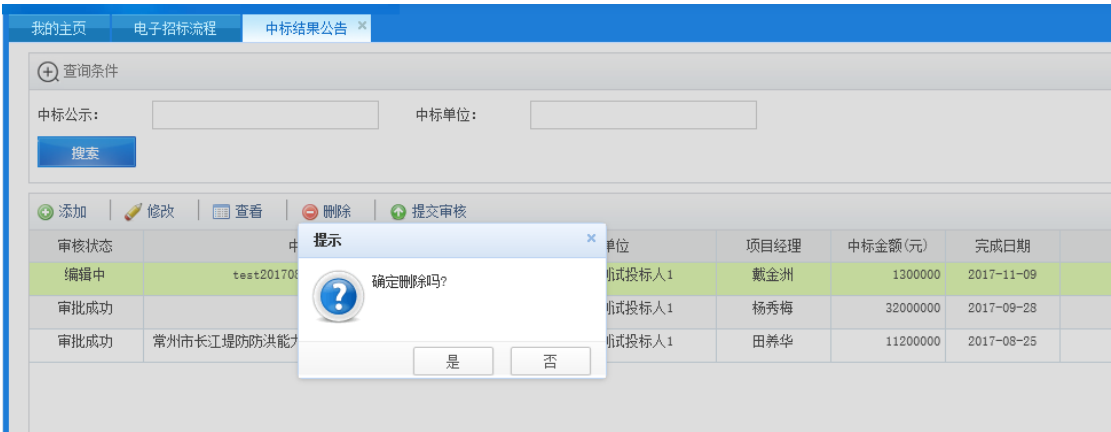 我的主页 电子招标流程 中标结果公告 ×
查询条件
中标公示: 中标单位:
搜索
添加 修改 查看 删除 提交审核
提示 ×
确定删除吗?
是 否
审核状态 中 单位 项目经理 中标金额(元) 完成日期
编辑中 test20170 测试投标人1 戴金洲 1300000 2017-11-09
审批成功 测试投标人1 杨秀梅 32000000 2017-09-28
审批成功 常州市长江堤防防洪能 测试投标人1 田养华 11200000 2017-08-25